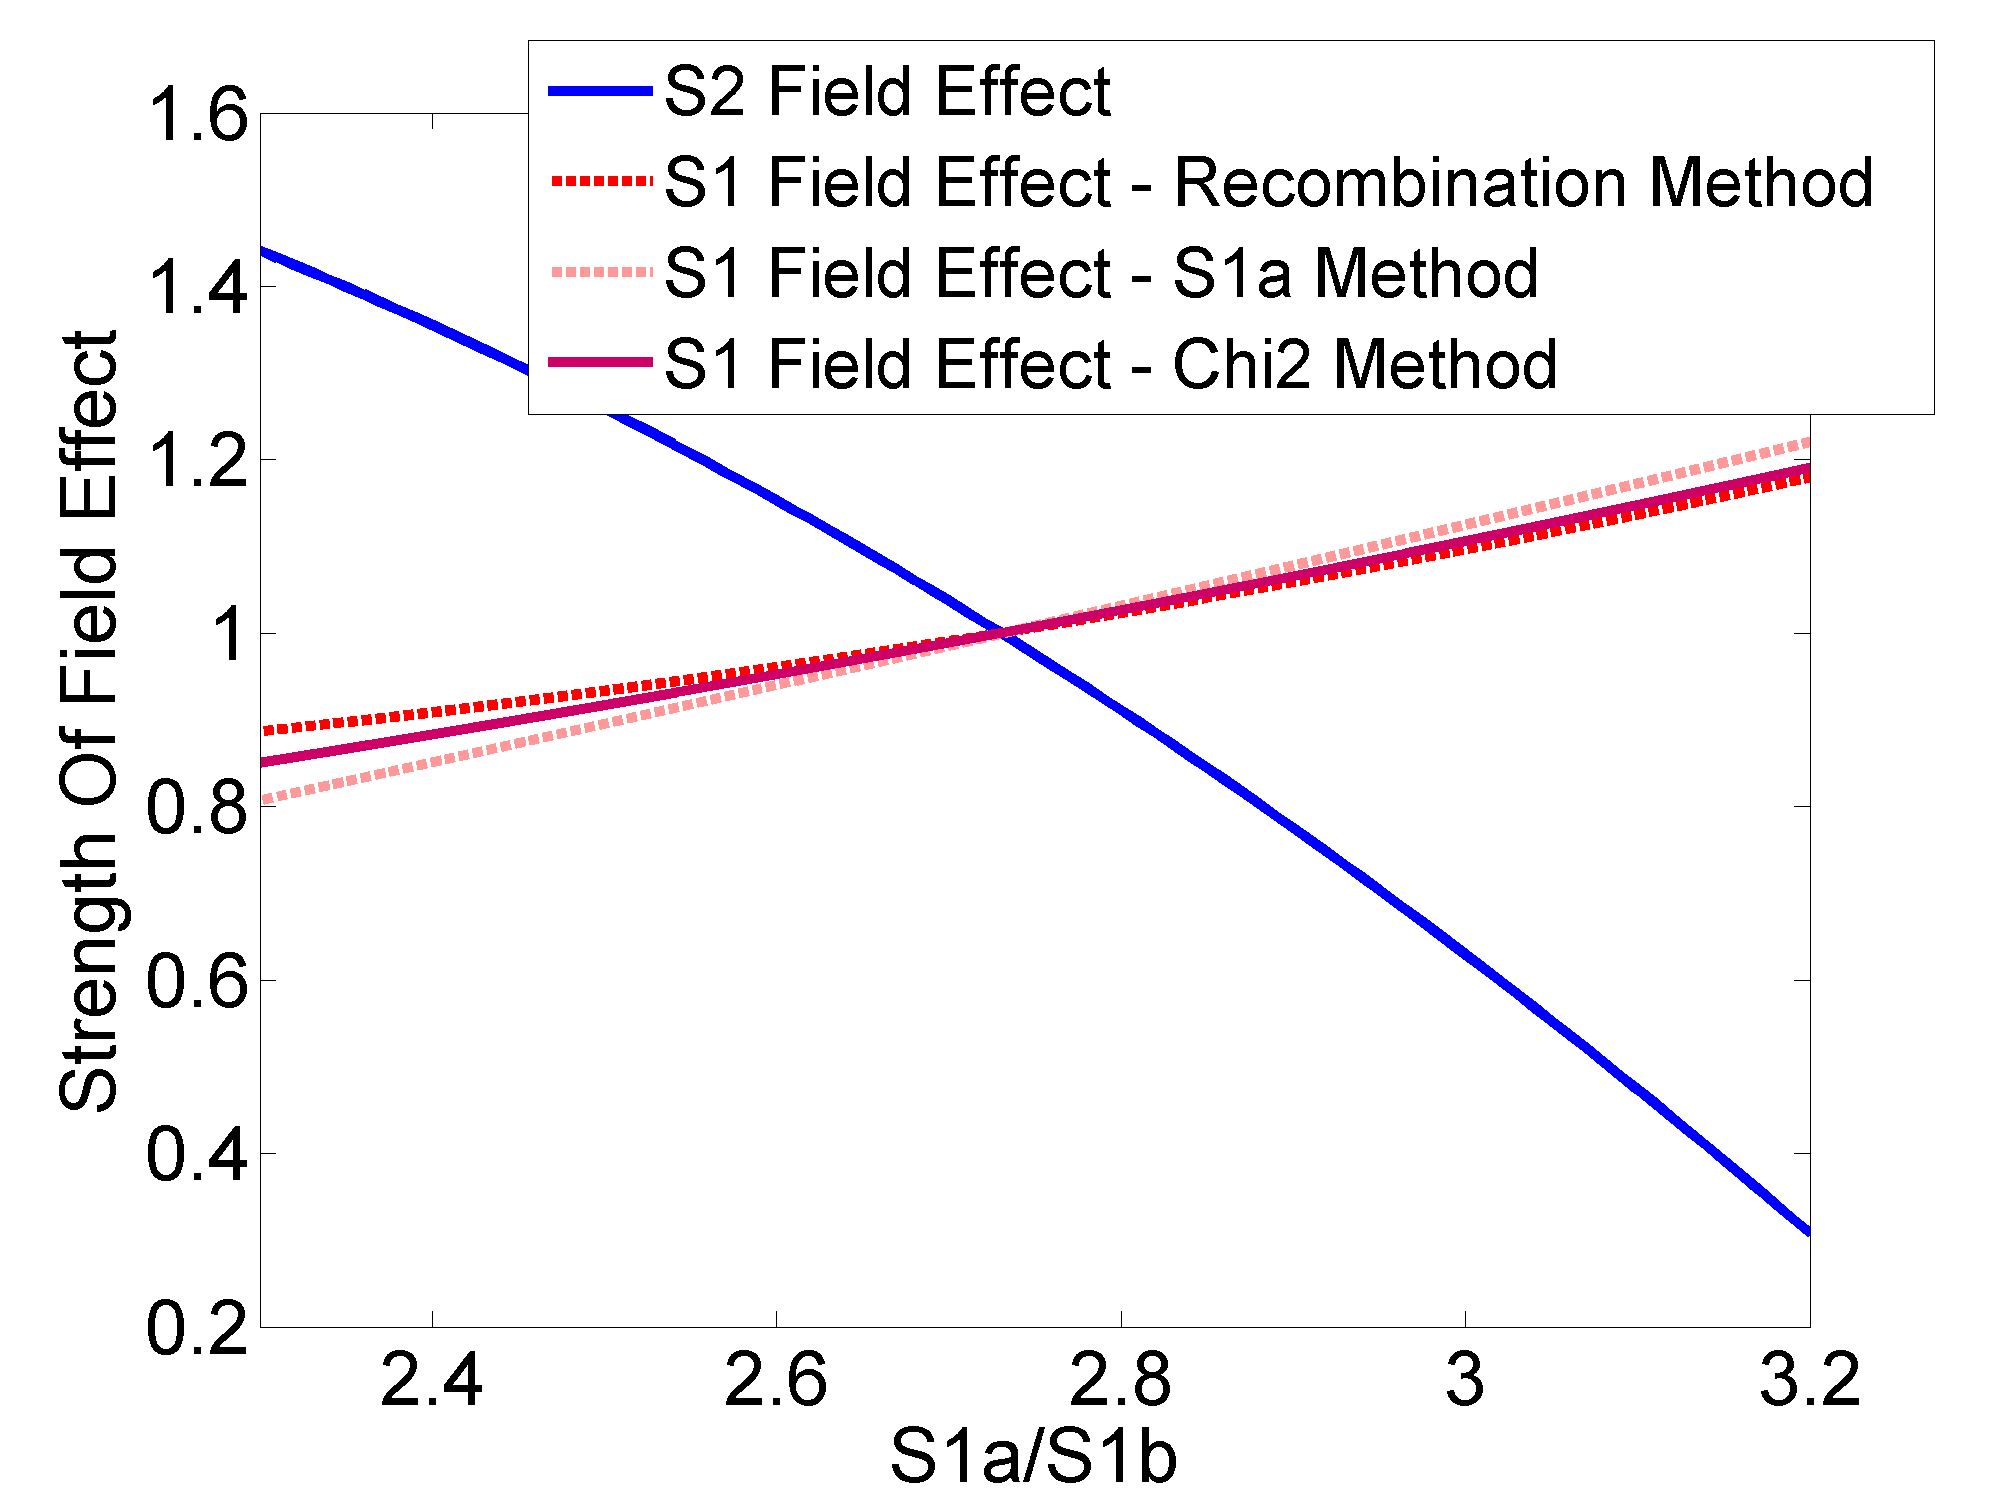 S2 Field Effect
S1 Field Effect - Recombination Method
S1 Field Effect - S1a Method
S1 Field Effect - Chi2 Method
1.6
1.4
1.2
1
0.8
0.6
0.4
0.2
Strength Of Field Effect
2.4 2.6 2.8 3 3.2
S1a/S1b